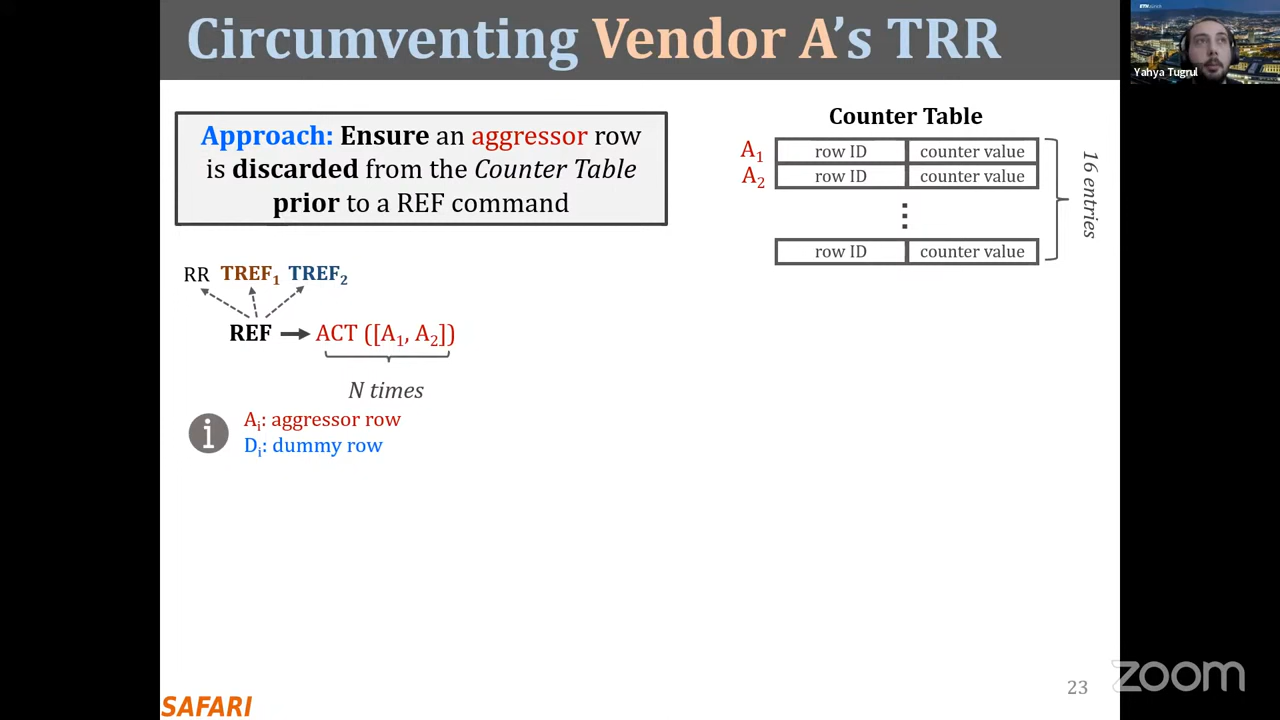 Circumventing Vendor A's TRR
Approach: Ensure an aggressor row
is discarded from the Counter Table
prior to a REF command
RR TREF1 TREF2
REF ACT ([A1, A2])
N times
i
Ai: aggressor row
Di: dummy row
Counter Table
A1 row ID counter value
A2 row ID counter value
row ID counter value
16 entries
SAFARI
23
zoom
ETH zürich
Yahya Tugrul